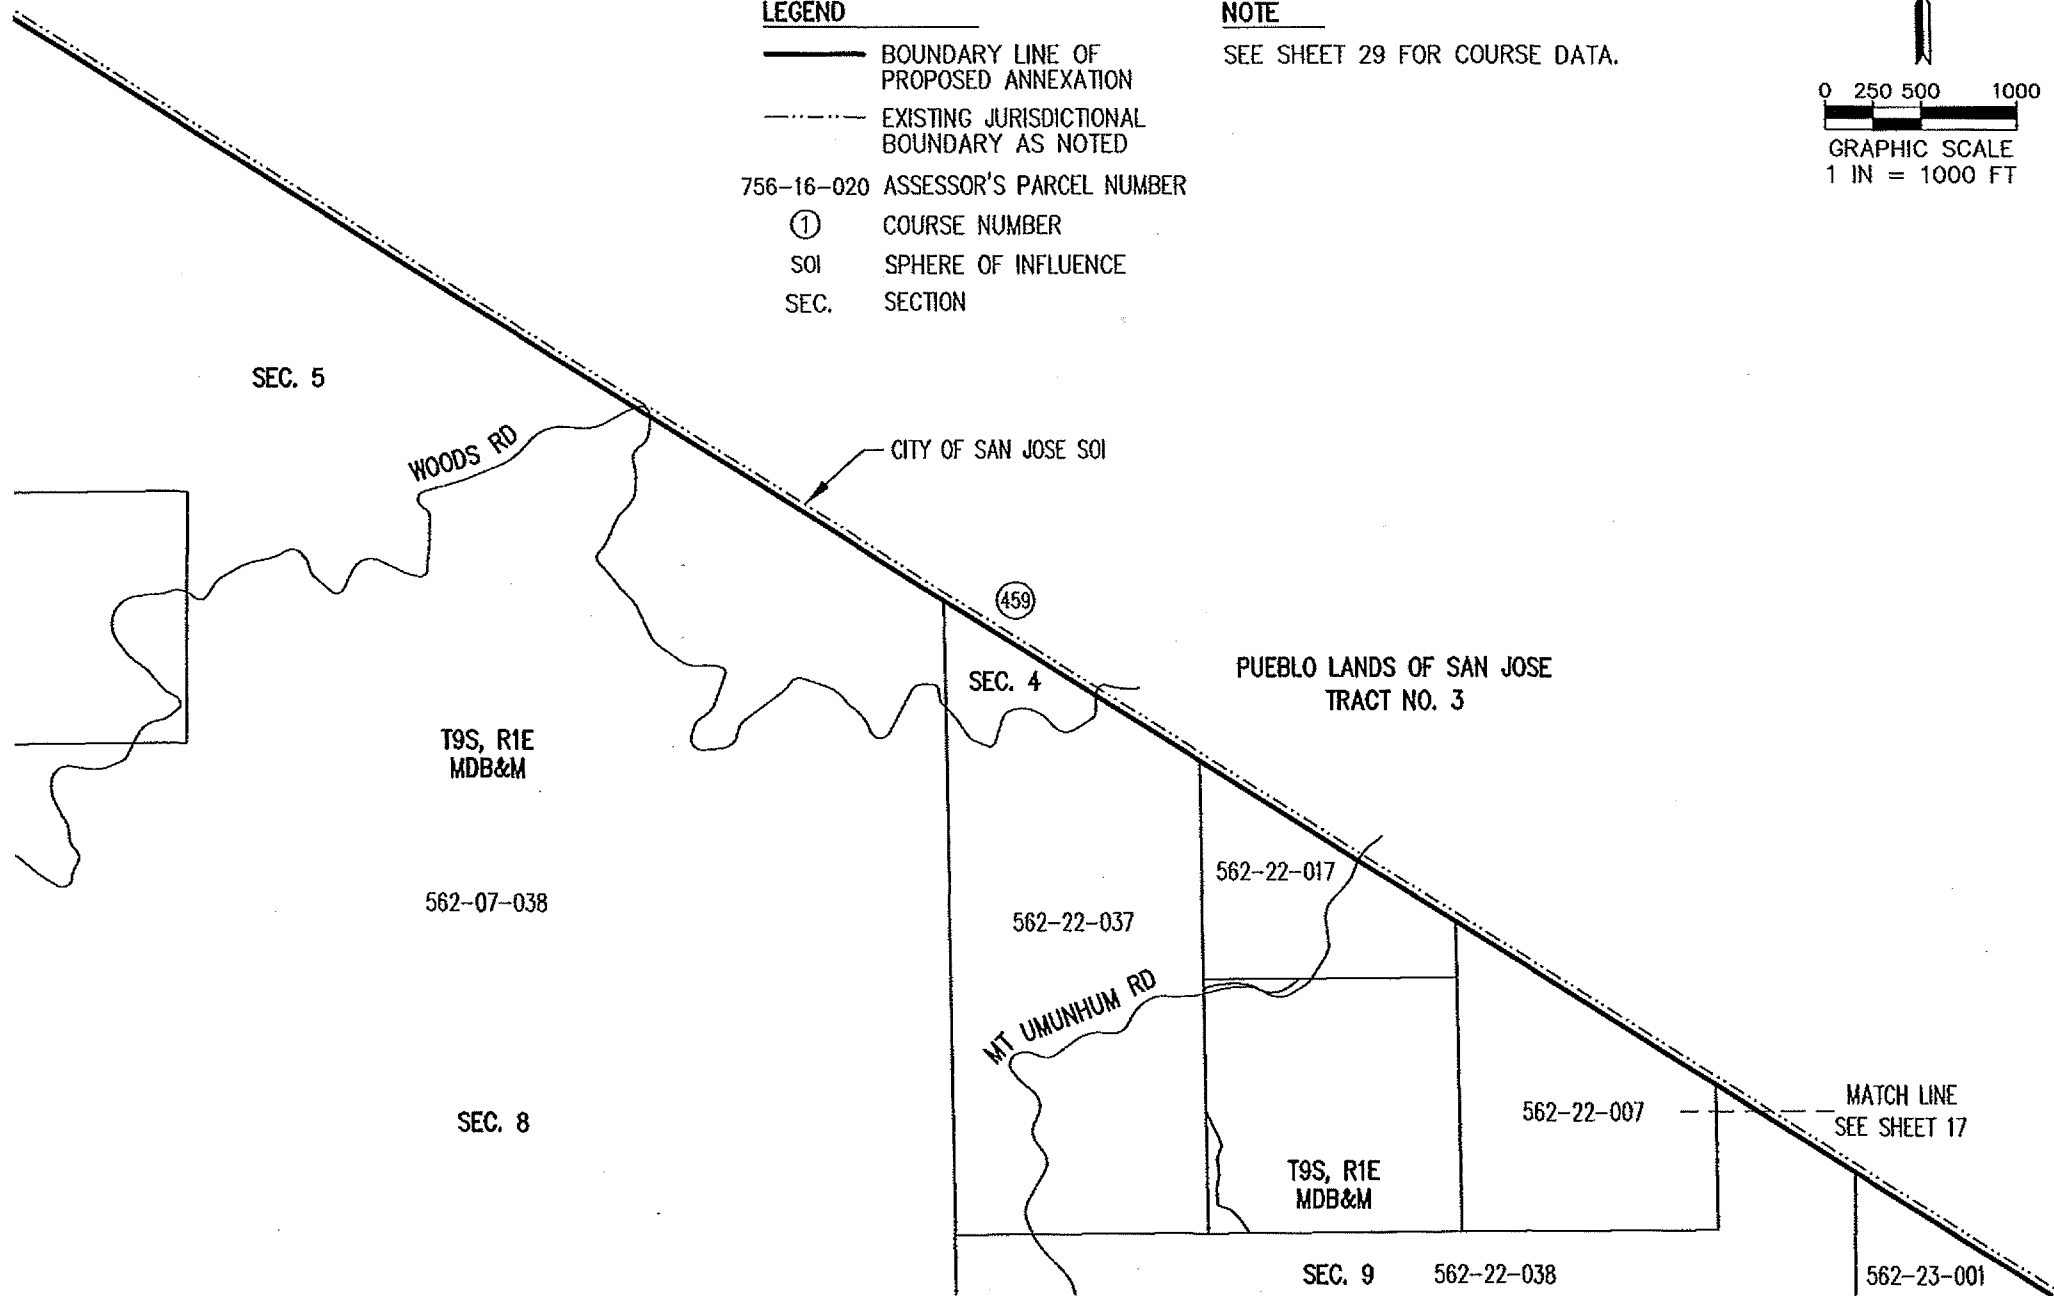 LEGEND
BOUNDARY LINE OF
PROPOSED ANNEXATION
EXISTING JURISDICTIONAL
BOUNDARY AS NOTED
756-16-020 ASSESSOR'S PARCEL NUMBER
1 COURSE NUMBER
SOI SPHERE OF INFLUENCE
SEC. SECTION
NOTE
SEE SHEET 29 FOR COURSE DATA.
0 250 500 1000
GRAPHIC SCALE
1 IN = 1000 FT
SEC. 5
WOODS RD
CITY OF SAN JOSE SOI
459
SEC. 4
PUEBLO LANDS OF SAN JOSE
TRACT NO. 3
T9S, R1E
MDB&M
562-07-038
562-22-037
562-22-017
MT UMUNHUM RD
SEC. 8
562-22-007
MATCH LINE
SEE SHEET 17
T9S, R1E
MDB&M
SEC. 9
562-22-038
562-23-001